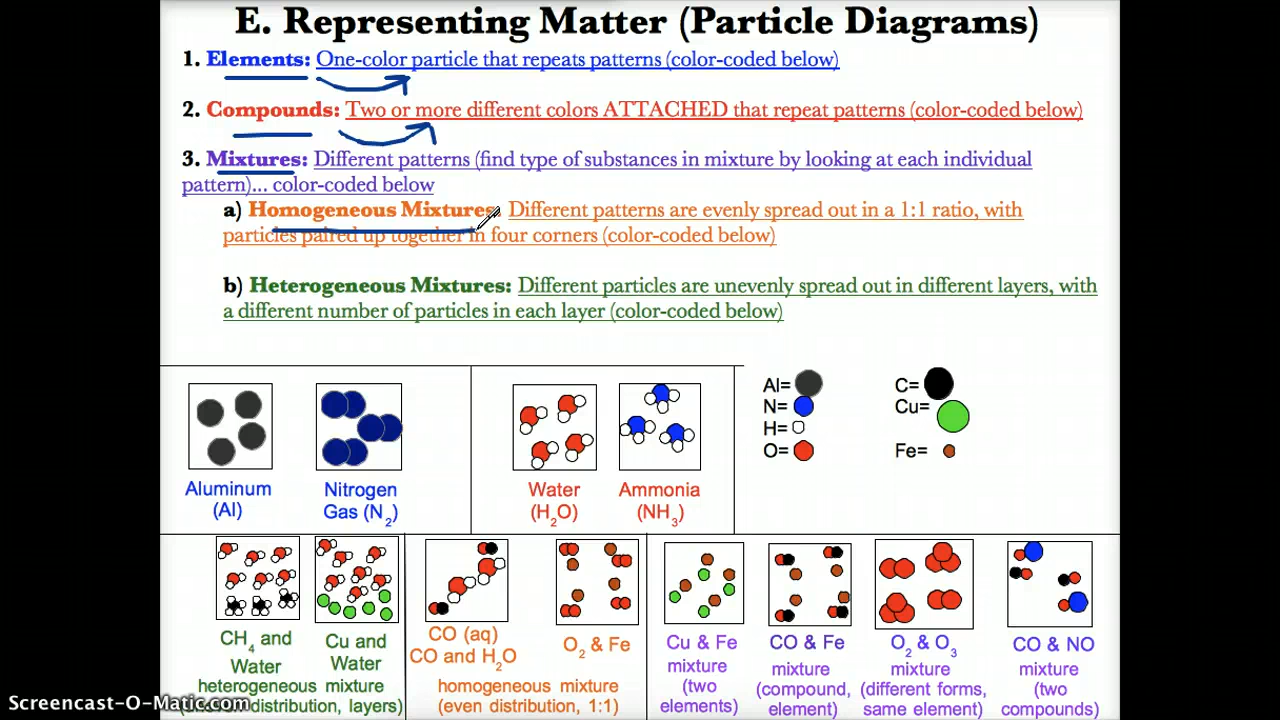 E. Representing Matter (Particle Diagrams)
1. Elements: One-color particle that repeats patterns (color-coded below)
2. Compounds: Two or more different colors ATTACHED that repeat patterns (color-coded below)
3. Mixtures: Different patterns (find type of substances in mixture by looking at each individual
pattern)... color-coded below
a) Homogeneous Mixtures: Different patterns are evenly spread out in a 1:1 ratio, with
particles paired up together in four corners (color-coded below)
b) Heterogeneous Mixtures: Different particles are unevenly spread out in different layers, with
a different number of particles in each layer (color-coded below)
Al= C=
N= Cu=
H=
O= Fe=
Aluminum Nitrogen Water Ammonia
(Al) Gas (N2) (H2O) (NH3)
CH4 and Cu and CO (aq) O2 & Fe Cu & Fe CO & Fe O2 & O3 CO & NO
Water Water CO and H2O mixture mixture mixture mixture
heterogeneous mixture homogeneous mixture (two (compound, (different forms, (two
distribution, layers) (even distribution, 1:1) elements) element) same element) compounds)
Screencast-O-Matic.com